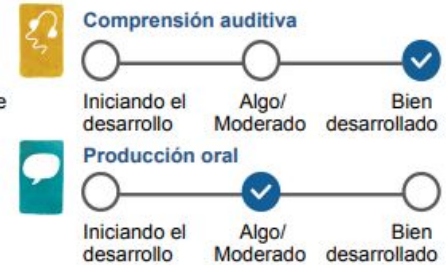 Comprensión auditiva
e
Iniciando el Algo/ Bien
desarrollo Moderado desarrollado
Producción oral
Iniciando el Algo/ Bien
desarrollo Moderado desarrollado